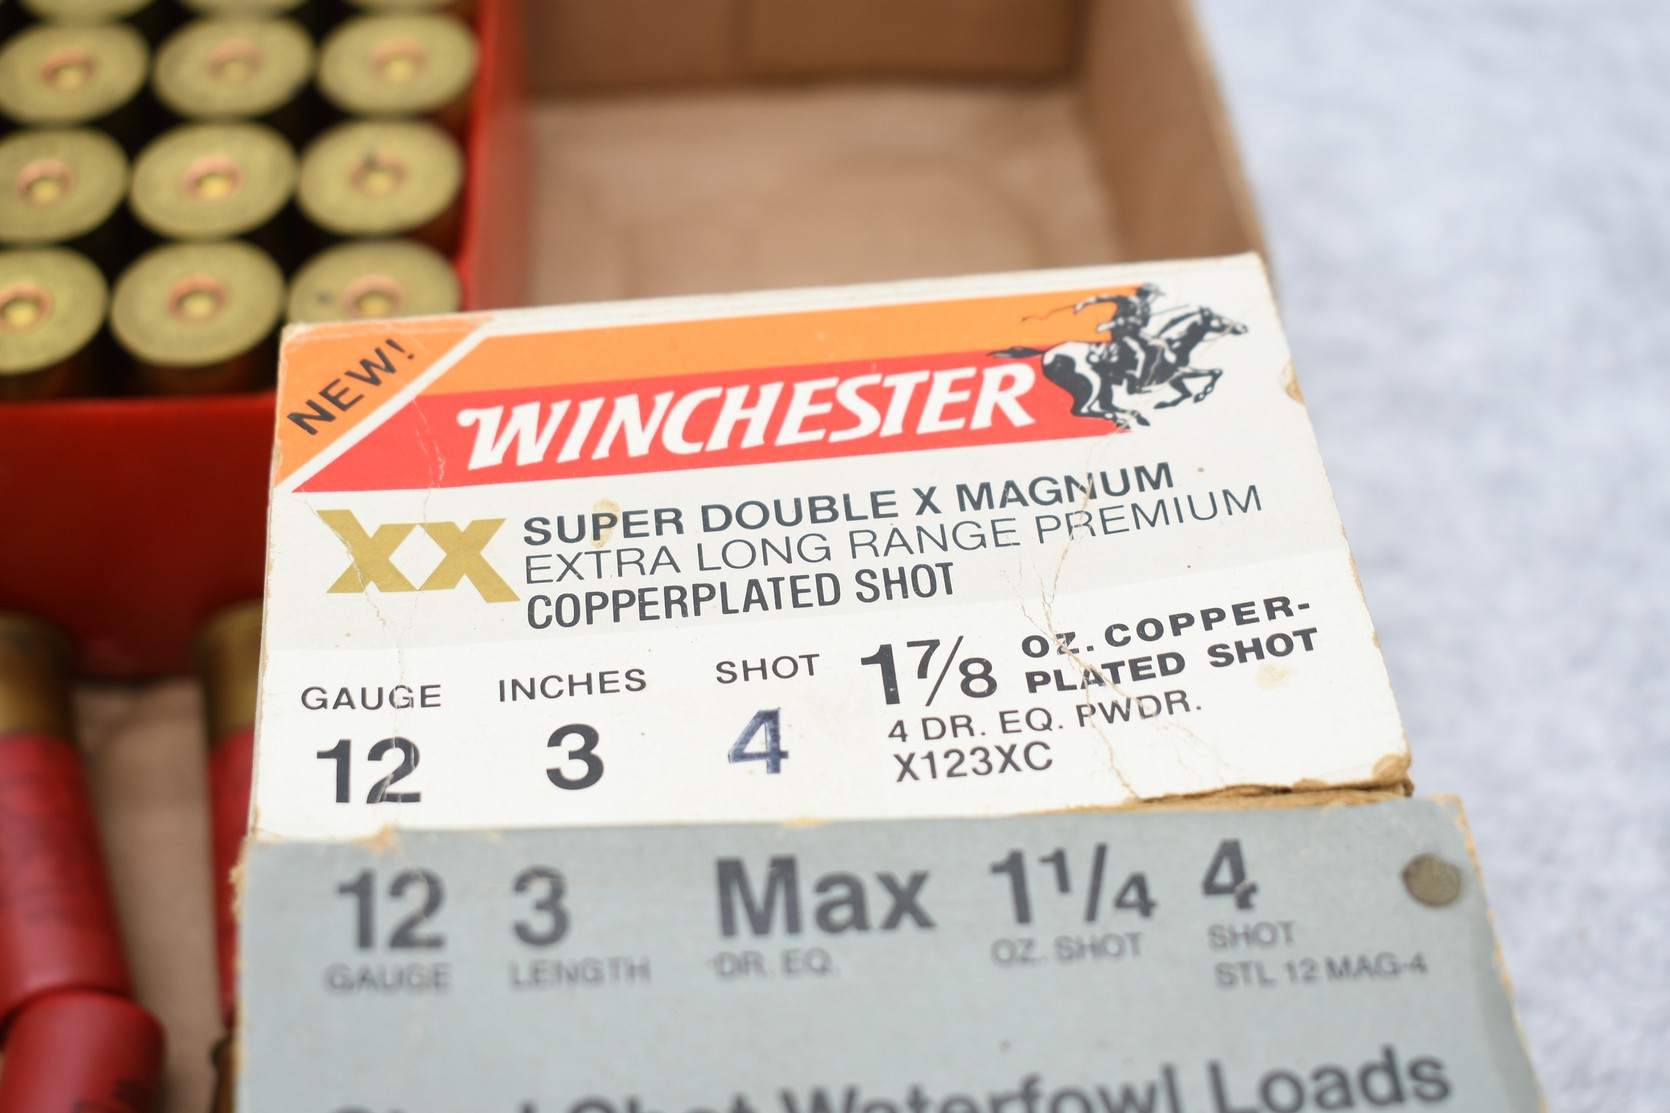 NEW!
WINCHESTER
XX
SUPER DOUBLE X MAGNUM
EXTRA LONG RANGE PREMIUM
COPPERPLATED SHOT
GAUGE INCHES SHOT
12 3 4
1 7/8 OZ. COPPER-
PLATED SHOT
4 DR. EQ. PWDR.
X123XC
12 3 Max 1 1/4 4
GAUGE LENGTH DR. EQ. OZ. SHOT SHOT
STL 12 MAG-4
Shot Waterfowl Loads